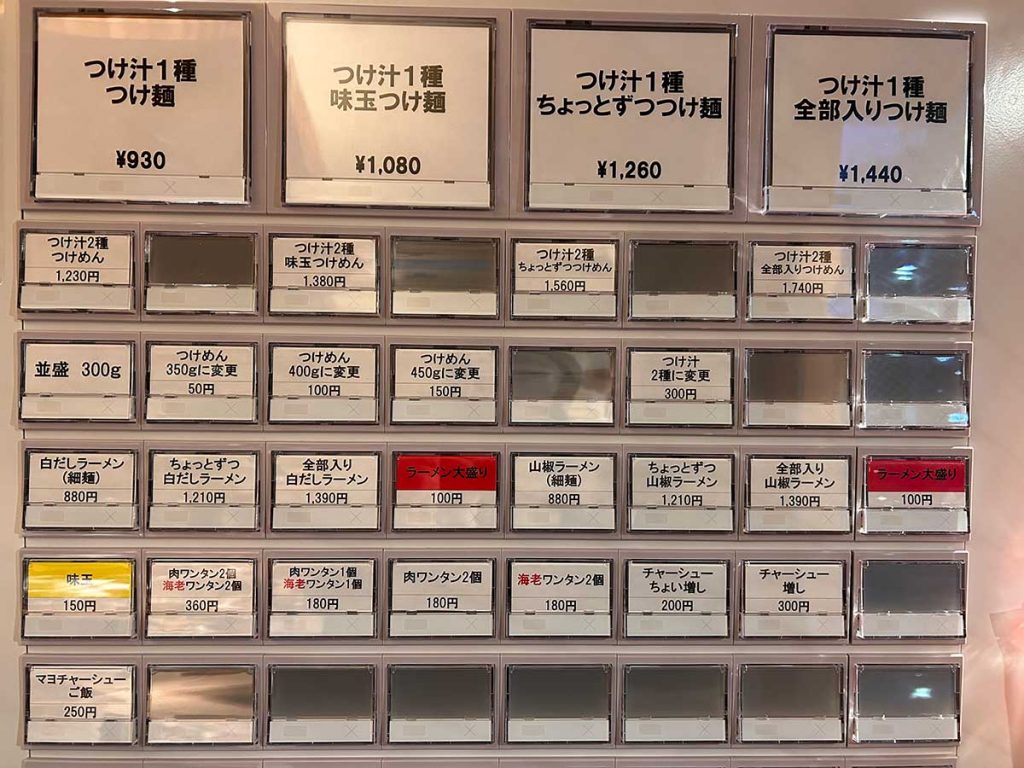 つけ汁1種
つけ麺
¥930
つけ汁1種
味玉つけ麺
¥1,080
つけ汁1種
ちょっとずつつけ麺
¥1,260
つけ汁1種
全部入りつけ麺
¥1,440
つけ汁2種
つけめん
1,230円
つけ汁2種
味玉つけめん
1,380円
つけ汁2種
ちょっとずつつけめん
1,560円
つけ汁2種
全部入りつけめん
1,740円
並盛 300g
つけめん
350gに変更
50円
つけめん
400gに変更
100円
つけめん
450gに変更
150円
つけ汁
2種に変更
300円
白だしラーメン
(細麺)
880円
ちょっとずつ
白だしラーメン
1,210円
全部入り
白だしラーメン
1,390円
ラーメン大盛り
100円
山椒ラーメン
(細麺)
880円
ちょっとずつ
山椒ラーメン
1,210円
全部入り
山椒ラーメン
1,390円
ラーメン大盛り
100円
味玉
150円
肉ワンタン2個
海老ワンタン2個
360円
肉ワンタン1個
海老ワンタン1個
180円
肉ワンタン2個
180円
海老ワンタン2個
180円
チャーシュー
ちょい増し
200円
チャーシュー
増し
300円
マヨチャーシュー
ご飯
250円